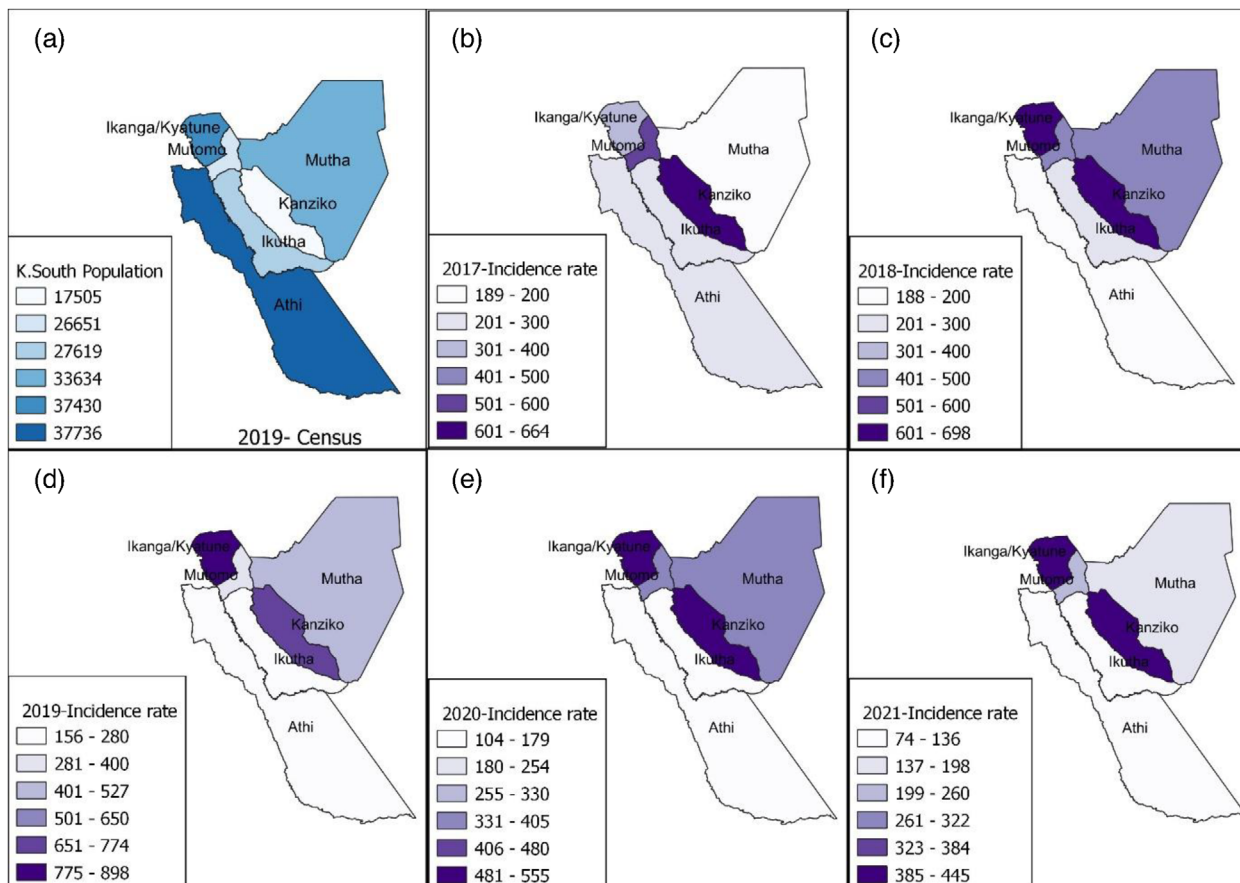 (a)
Ikanga/Kyatune
Mutomo
Mutha
Kanziko
Ikutha
Athi
K.South Population
17505
26651
27619
33634
37430
37736
2019- Census
(b)
Ikanga/Kyatune
Mutomo
Mutha
Kanziko
Ikutha
Athi
2017-Incidence rate
189 - 200
201 - 300
301 - 400
401 - 500
501 - 600
601 - 664
(c)
Ikanga/Kyatune
Mutomo
Mutha
Kanziko
Ikutha
Athi
2018-Incidence rate
188 - 200
201 - 300
301 - 400
401 - 500
501 - 600
601 - 698
(d)
Ikanga/Kyatune
Mutomo
Mutha
Kanziko
Ikutha
Athi
2019-Incidence rate
156 - 280
281 - 400
401 - 527
501 - 650
651 - 774
775 - 898
(e)
Ikanga/Kyatune
Mutomo
Mutha
Kanziko
Ikutha
Athi
2020-Incidence rate
104 - 179
180 - 254
255 - 330
331 - 405
406 - 480
481 - 555
(f)
Ikanga/Kyatune
Mutomo
Mutha
Kanziko
Ikutha
Athi
2021-Incidence rate
74 - 136
137 - 198
199 - 260
261 - 322
323 - 384
385 - 445